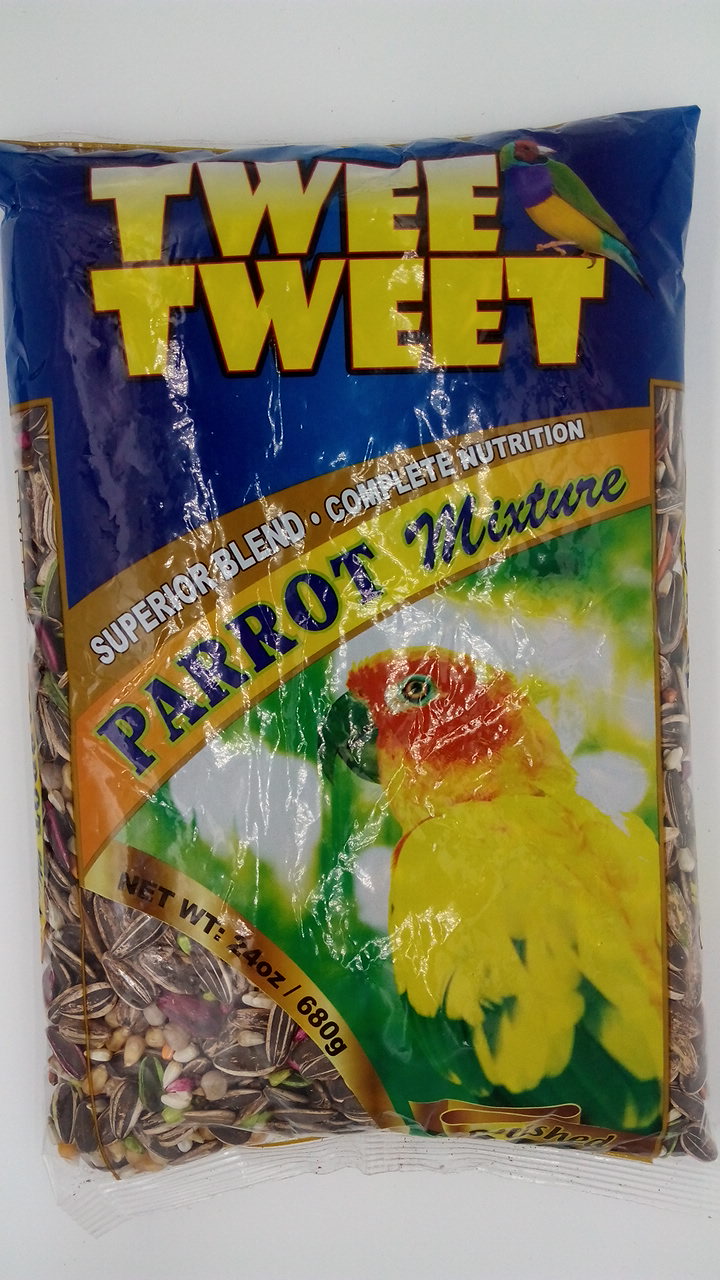 TWEE
TWEET
SUPERIOR BLEND • COMPLETE NUTRITION
PARROT Mixture
NET WT: 24oz / 680g